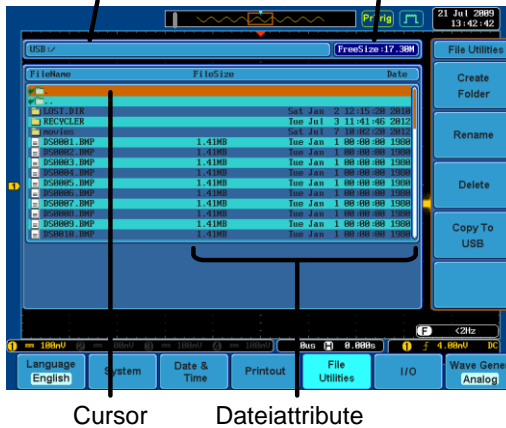 21 Jul 2009
13:42:42
USB:/
FreeSize:17.30M
File Utilities
FileName FileSize Date
.
..
LOST.DIR Sat Jan 2 12:15:20 2010
RECYCLER Tue Jul 3 11:41:46 2012
movies Sat Jul 7 10:02:20 2012
DS0001.BMP 1.41MB Tue Jan 1 00:00:00 1980
DS0002.BMP 1.41MB Tue Jan 1 00:00:00 1980
DS0003.BMP 1.41MB Tue Jan 1 00:00:00 1980
DS0004.BMP 1.41MB Tue Jan 1 00:00:00 1980
DS0005.BMP 1.41MB Tue Jan 1 00:00:00 1980
DS0006.BMP 1.41MB Tue Jan 1 00:00:00 1980
DS0007.BMP 1.41MB Tue Jan 1 00:00:00 1980
DS0008.BMP 1.41MB Tue Jan 1 00:00:00 1980
DS0009.BMP 1.41MB Tue Jan 1 00:00:00 1980
DS0010.BMP 1.41MB Tue Jan 1 00:00:00 1980
Create
Folder
Rename
Delete
Copy To
USB
F <2Hz
1 100mV 2 100mV 3 100mV 4 100mV 0us H 0.000s 1 4.00mV DC
Language
English
System
Date &
Time
Printout
File
Utilities
I/O
Wave Gene
Analog
Cursor Dateiattribute